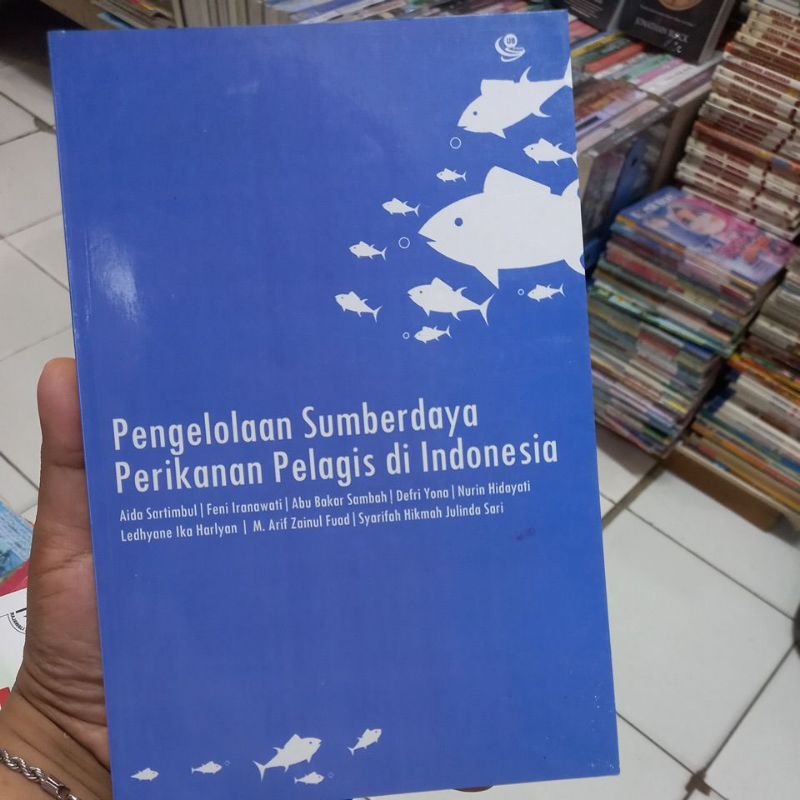 UB
Pengelolaan Sumberdaya
Perikanan Pelagis di Indonesia
Aida Sartimbul | Feni Iranawati | Abu Bakar Sambah | Defri Yona | Nurin Hidayati
Ledhyane Ika Harlyan | M. Arif Zainul Fuad | Syarifah Hikmah Julinda Sari